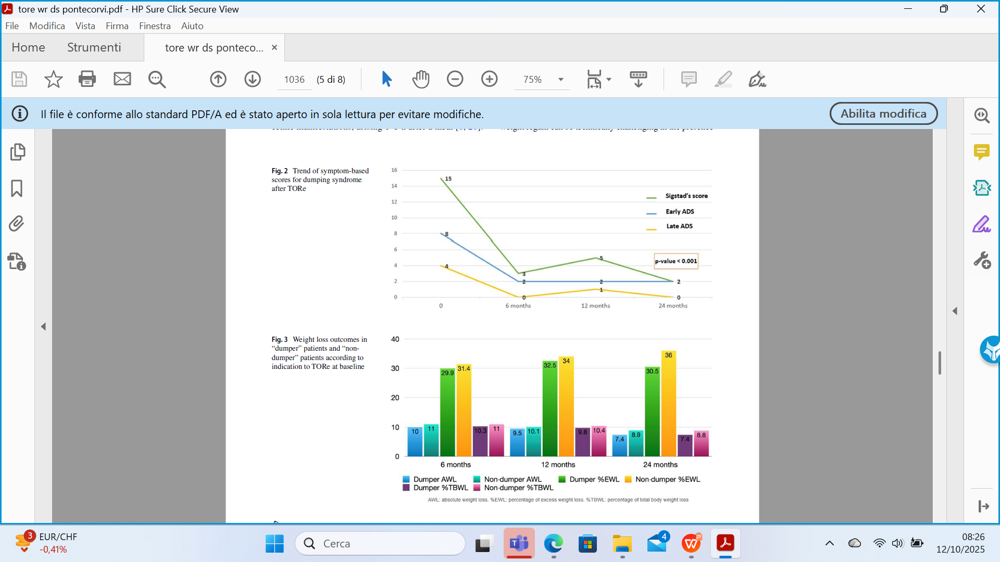 tore wr ds pontecorvi.pdf - HP Sure Click Secure View
File Modifica Vista Firma Finestra Aiuto
Home Strumenti tore wr ds ponteco... ×
1036 (5 di 8) 75%
Il file è conforme allo standard PDF/A ed è stato aperto in sola lettura per evitare modifiche. Abilita modifica
Fig. 2 Trend of symptom-based
scores for dumping syndrome
after TORe
16
14
12
10
8
6
4
2
0
15
8
4
3
2
0
5
2
1
2
0
Sigstad's score
Early ADS
Late ADS
p-value < 0.001
0 6 months 12 months 24 months
Fig. 3 Weight loss outcomes in
“dumper” patients and “non-
dumper” patients according to
indication to TORe at baseline
40
30
20
10
0
10 11 29.9 31.4 10.3 11
9.5 10.1 32.5 34 9.8 10.4
7.4 8.9 30.5 36 7.4 8.8
6 months 12 months 24 months
Dumper AWL Non-dumper AWL Dumper %EWL Non-dumper %EWL
Dumper %TBWL Non-dumper %TBWL
AWL: absolute weight loss. %EWL: percentage of excess weight loss. %TBWL: percentage of total body weight loss
3 EUR/CHF
-0,41%
Cerca
4
08:26
12/10/2025